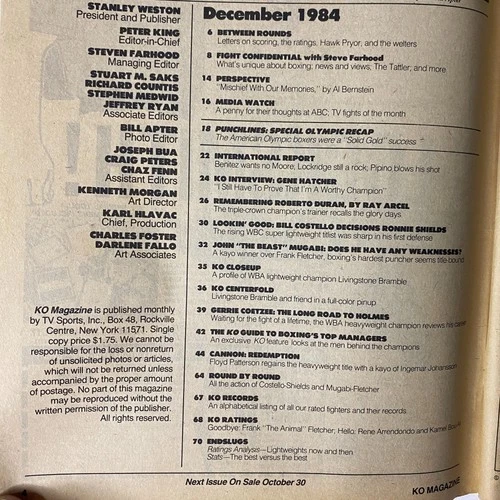 STANLEY WESTON
President and Publisher
PETER KING
Editor-in-Chief
STEVEN FARHOOD
Managing Editor
STUART M. SAKS
RICHARD COUNTIS
STEPHEN MEDWID
JEFFREY RYAN
Associate Editors
BILL APTER
Photo Editor
JOSEPH BUA
CRAIG PETERS
CHAZ FENN
Assistant Editors
KENNETH MORGAN
Art Director
KARL HLAVAC
Chief, Production
CHARLES FOSTER
DARLENE FALLO
Art Associates
KO Magazine is published monthly
by TV Sports, Inc., Box 48, Rockville
Centre, New York 11571. Single
copy price $1.75. We cannot be
responsible for the loss or nonreturn
of unsolicited photos or articles,
which will not be returned unless
accompanied by the proper amount
of postage. No part of this magazine
may be reproduced without the
written permission of the publisher.
All rights reserved.
December 1984
6 BETWEEN ROUNDS
Letters on scoring, the ratings, Hawk Pryor, and the welters
8 FIGHT CONFIDENTIAL with Steve Farhood
What's unique about boxing; news and views; The Tattler; and more
14 PERSPECTIVE
"Mischief With Our Memories," by Al Bernstein
16 MEDIA WATCH
A penny for their thoughts at ABC; TV fights of the month
18 PUNCHLINES: SPECIAL OLYMPIC RECAP
The American Olympic boxers were a "Solid Gold" success
22 INTERNATIONAL REPORT
Benitez wants no Moore; Lockridge still a rock; Pipino blows his shot
24 KO INTERVIEW: GENE HATCHER
"I Still Have To Prove That I'm A Worthy Champion"
26 REMEMBERING ROBERTO DURAN, BY RAY ARCEL
The triple-crown champion's trainer recalls the glory days
30 LOOKIN' GOOD: BILL COSTELLO DECISIONS RONNIE SHIELDS
The rising WBC super lightweight titlist was sharp in his first defense
32 JOHN "THE BEAST" MUGABI: DOES HE HAVE ANY WEAKNESSES?
A kayo winner over Frank Fletcher, boxing's hardest puncher seems title-bound
35 KO CLOSEUP
A profile of WBA lightweight champion Livingstone Bramble
36 KO CENTERFOLD
Livingstone Bramble and friend in a full-color pinup
39 GERRIE COETZEE: THE LONG ROAD TO HOLMES
Waiting for the fight of a lifetime, the WBA heavyweight champion reviews his career
42 THE KO GUIDE TO BOXING'S TOP MANAGERS
An exclusive KO feature looks at the men behind the champions
44 CANNON: REDEMPTION
Floyd Patterson regains the heavyweight title with a kayo of Ingemar Johansson
64 ROUND BY ROUND
All the action of Costello-Shields and Mugabi-Fletcher
67 KO RECORDS
An alphabetical listing of all our rated fighters and their records
68 KO RATINGS
Goodbye: Frank "The Animal" Fletcher; Hello: Rene Arredondo and
70 ENDSLUGS
Ratings Analysis—Lightweights now and then
Stats—The best versus the best
Next Issue On Sale October 30
KO MAGAZINE